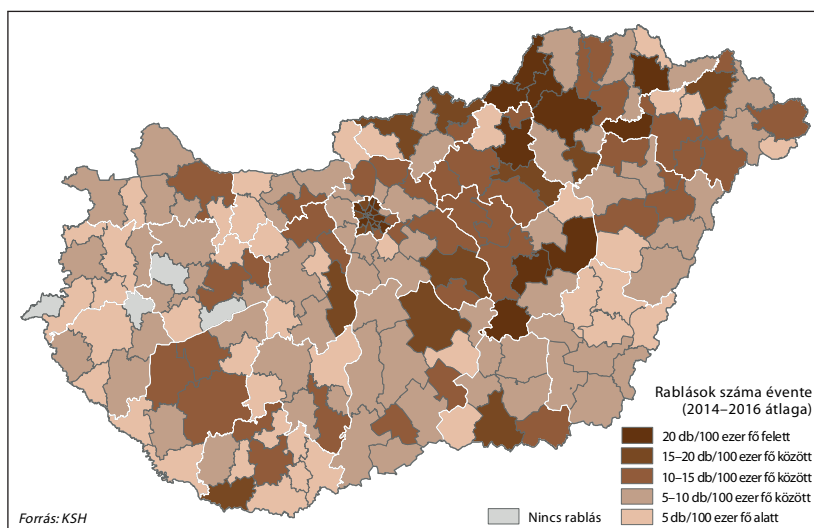 Rablások száma évente
(2014–2016 átlaga)
20 db/100 ezer fő felett
15–20 db/100 ezer fő között
10–15 db/100 ezer fő között
5–10 db/100 ezer fő között
5 db/100 ezer fő alatt
Nincs rablás
Forrás: KSH